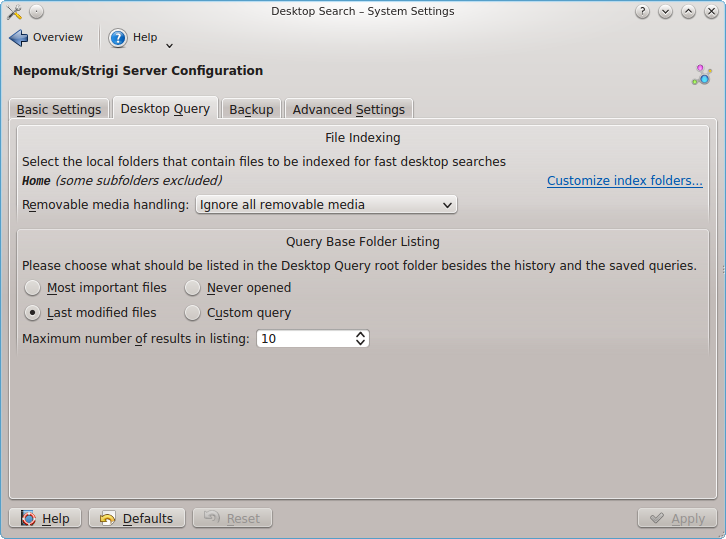 Desktop Search – System Settings
Overview Help
Nepomuk/Strigi Server Configuration
Basic Settings Desktop Query Backup Advanced Settings
File Indexing
Select the local folders that contain files to be indexed for fast desktop searches
Home (some subfolders excluded) Customize index folders...
Removable media handling: Ignore all removable media
Query Base Folder Listing
Please choose what should be listed in the Desktop Query root folder besides the history and the saved queries.
Most important files Never opened
Last modified files Custom query
Maximum number of results in listing: 10
Help Defaults Reset Apply